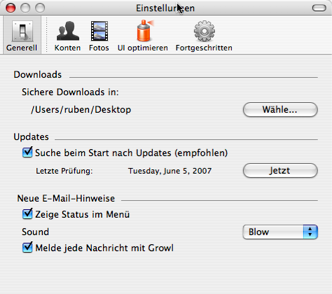 Einstellungen
Generell Konten Fotos UI optimieren Fortgeschritten
Downloads
Sichere Downloads in:
/Users/ruben/Desktop Wähle...
Updates
Suche beim Start nach Updates (empfohlen)
Letzte Prüfung: Tuesday, June 5, 2007 Jetzt
Neue E-Mail-Hinweise
Zeige Status im Menü
Sound Blow
Melde jede Nachricht mit Growl